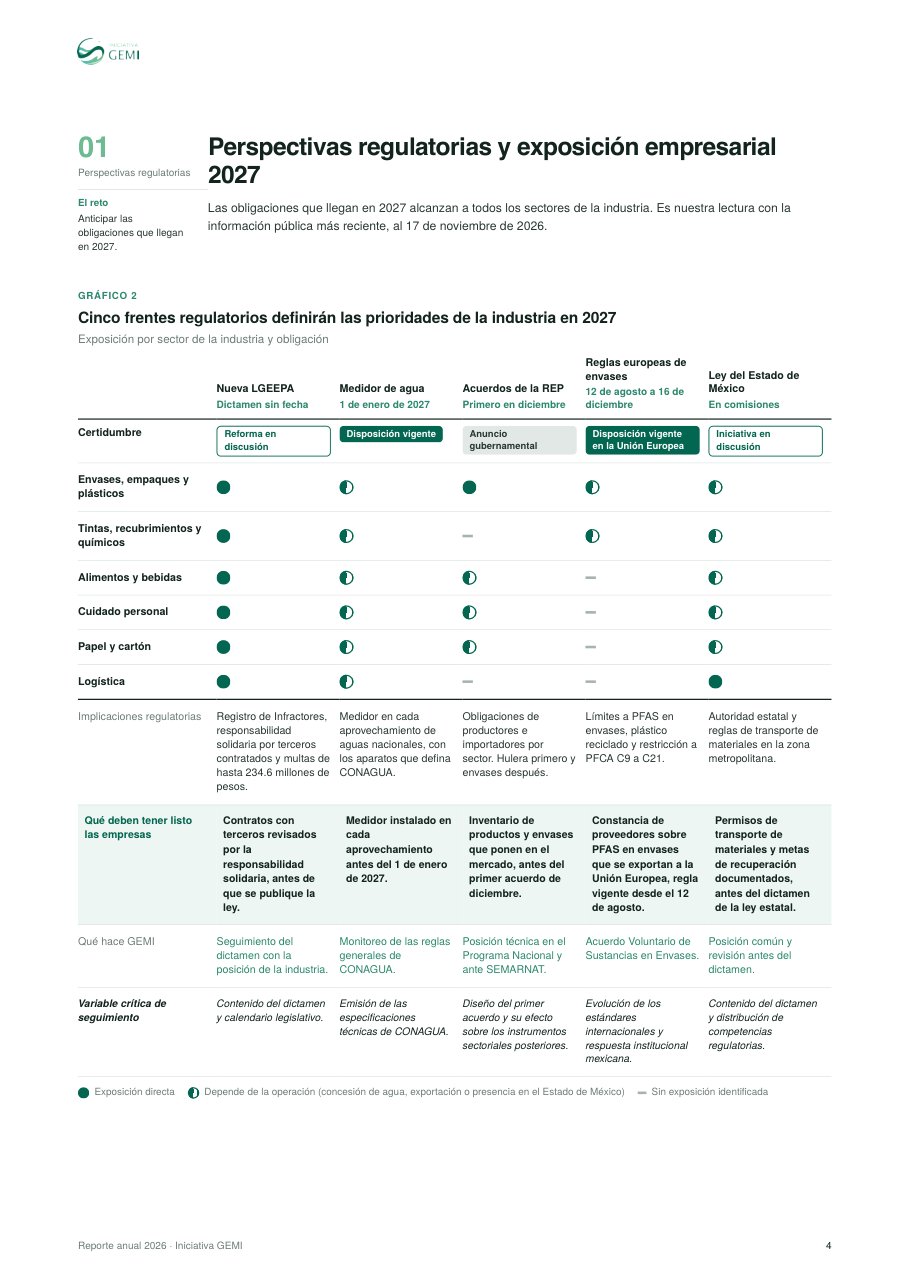 INICIATIVA
GEMI
01
Perspectivas regulatorias
El reto
Anticipar las
obligaciones que llegan
en 2027.
Perspectivas regulatorias y exposición empresarial
2027
Las obligaciones que llegan en 2027 alcanzan a todos los sectores de la industria. Es nuestra lectura con la
información pública más reciente, al 17 de noviembre de 2026.
GRÁFICO 2
Cinco frentes regulatorios definirán las prioridades de la industria en 2027
Exposición por sector de la industria y obligación
Nueva LGEEPA
Dictamen sin fecha
Medidor de agua
1 de enero de 2027
Acuerdos de la REP
Primero en diciembre
Reglas europeas de
envases
12 de agosto a 16 de
diciembre
Ley del Estado de
México
En comisiones
Certidumbre
Reforma en
discusión
Disposición vigente
Anuncio
gubernamental
Disposición vigente
en la Unión Europea
Iniciativa en
discusión
Envases, empaques y
plásticos
Tintas, recubrimientos y
químicos
Alimentos y bebidas
Cuidado personal
Papel y cartón
Logística
Implicaciones regulatorias
Registro de Infractores,
responsabilidad
solidaria por terceros
contratados y multas de
hasta 234.6 millones de
pesos.
Medidor en cada
aprovechamiento de
aguas nacionales, con
los aparatos que defina
CONAGUA.
Obligaciones de
productores e
importadores por
sector. Hulera primero y
envases después.
Límites a PFAS en
envases, plástico
reciclado y restricción a
PFCA C9 a C21.
Autoridad estatal y
reglas de transporte de
materiales en la zona
metropolitana.
Qué deben tener listo
las empresas
Contratos con
terceros revisados
por la
responsabilidad
solidaria, antes de
que se publique la
ley.
Medidor instalado en
cada
aprovechamiento
antes del 1 de enero
de 2027.
Inventario de
productos y envases
que ponen en el
mercado, antes del
primer acuerdo de
diciembre.
Constancia de
proveedores sobre
PFAS en envases
que se exportan a la
Unión Europea, regla
vigente desde el 12
de agosto.
Permisos de
transporte de
materiales y metas
de recuperación
documentados,
antes del dictamen
de la ley estatal.
Qué hace GEMI
Seguimiento del
dictamen con la
posición de la industria.
Monitoreo de las reglas
generales de
CONAGUA.
Posición técnica en el
Programa Nacional y
ante SEMARNAT.
Acuerdo Voluntario de
Sustancias en Envases.
Posición común y
revisión antes del
dictamen.
Variable crítica de
seguimiento
Contenido del dictamen
y calendario legislativo.
Emisión de las
especificaciones
técnicas de CONAGUA.
Diseño del primer
acuerdo y su efecto
sobre los instrumentos
sectoriales posteriores.
Evolución de los
estándares
internacionales y
respuesta institucional
mexicana.
Contenido del dictamen
y distribución de
competencias
regulatorias.
Exposición directa
Depende de la operación (concesión de agua, exportación o presencia en el Estado de México)
Sin exposición identificada
Reporte anual 2026 · Iniciativa GEMI
4